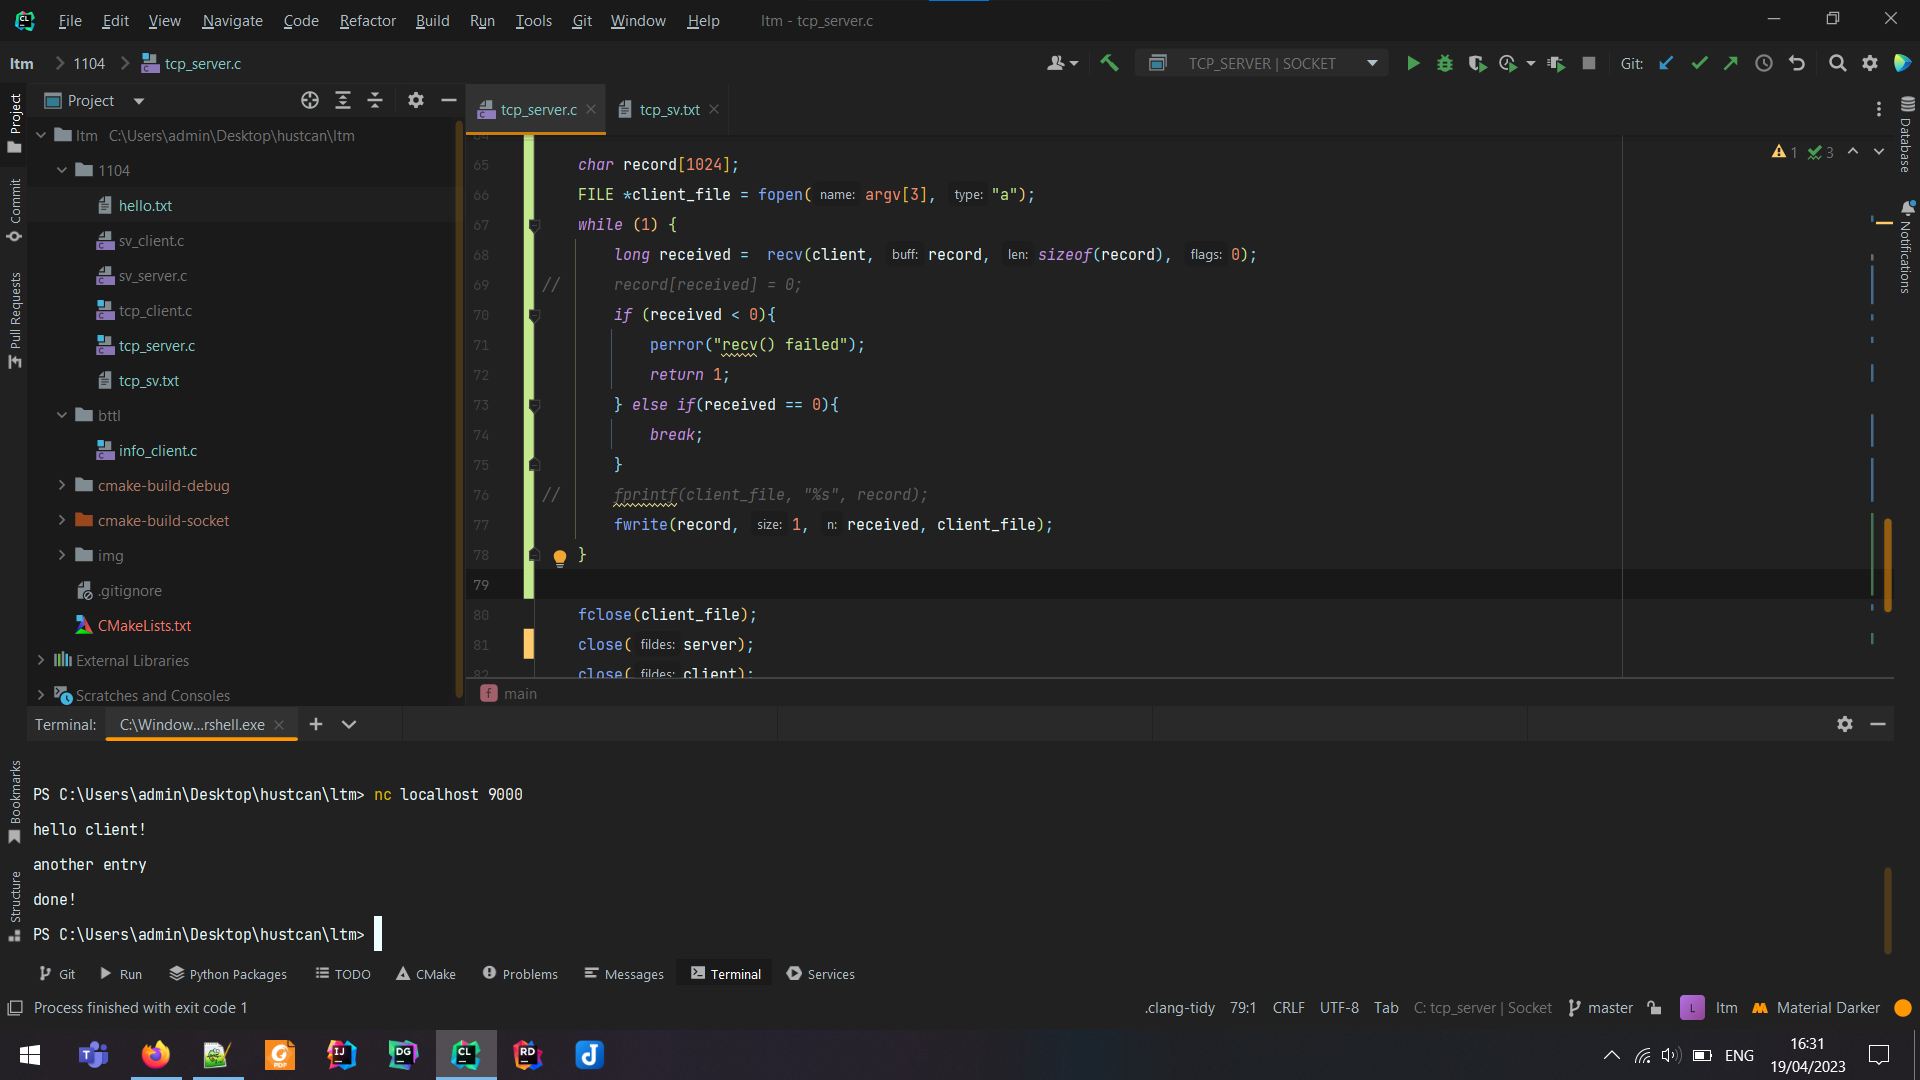 File Edit View Navigate Code Refactor Build Run Tools Git Window Help ltm - tcp_server.c
ltm 1104 tcp_server.c TCP_SERVER | SOCKET Git:
Project
tcp_server.c tcp_sv.txt
ltm C:\Users\admin\Desktop\hustcan\ltm
1104
hello.txt
sv_client.c
sv_server.c
tcp_client.c
tcp_server.c
tcp_sv.txt
bttl
info_client.c
cmake-build-debug
cmake-build-socket
img
.gitignore
CMakeLists.txt
External Libraries
Scratches and Consoles
Project
Commit
Pull Requests
Bookmarks
Structure
64
65 char record[1024];
66 FILE *client_file = fopen( name: argv[3], type: "a");
67 while (1) {
68 long received =  recv(client, buff: record, len: sizeof(record), flags: 0);
69 // record[received] = 0;
70 if (received < 0){
71 perror("recv() failed");
72 return 1;
73 } else if(received == 0){
74 break;
75 }
76 // fprintf(client_file, "%s", record);
77 fwrite(record, size: 1, n: received, client_file);
78 }
79
80 fclose(client_file);
81 close( fildes: server);
82 close( fildes: client);
1 3
Database
Notifications
f main
Terminal: C:\Window...rshell.exe
PS C:\Users\admin\Desktop\hustcan\ltm> nc localhost 9000
hello client!
another entry
done!
PS C:\Users\admin\Desktop\hustcan\ltm>
Git Run Python Packages TODO CMake Problems Messages Terminal Services
Process finished with exit code 1 .clang-tidy 79:1 CRLF UTF-8 Tab C: tcp_server | Socket master L ltm Material Darker
ENG 16:31
19/04/2023